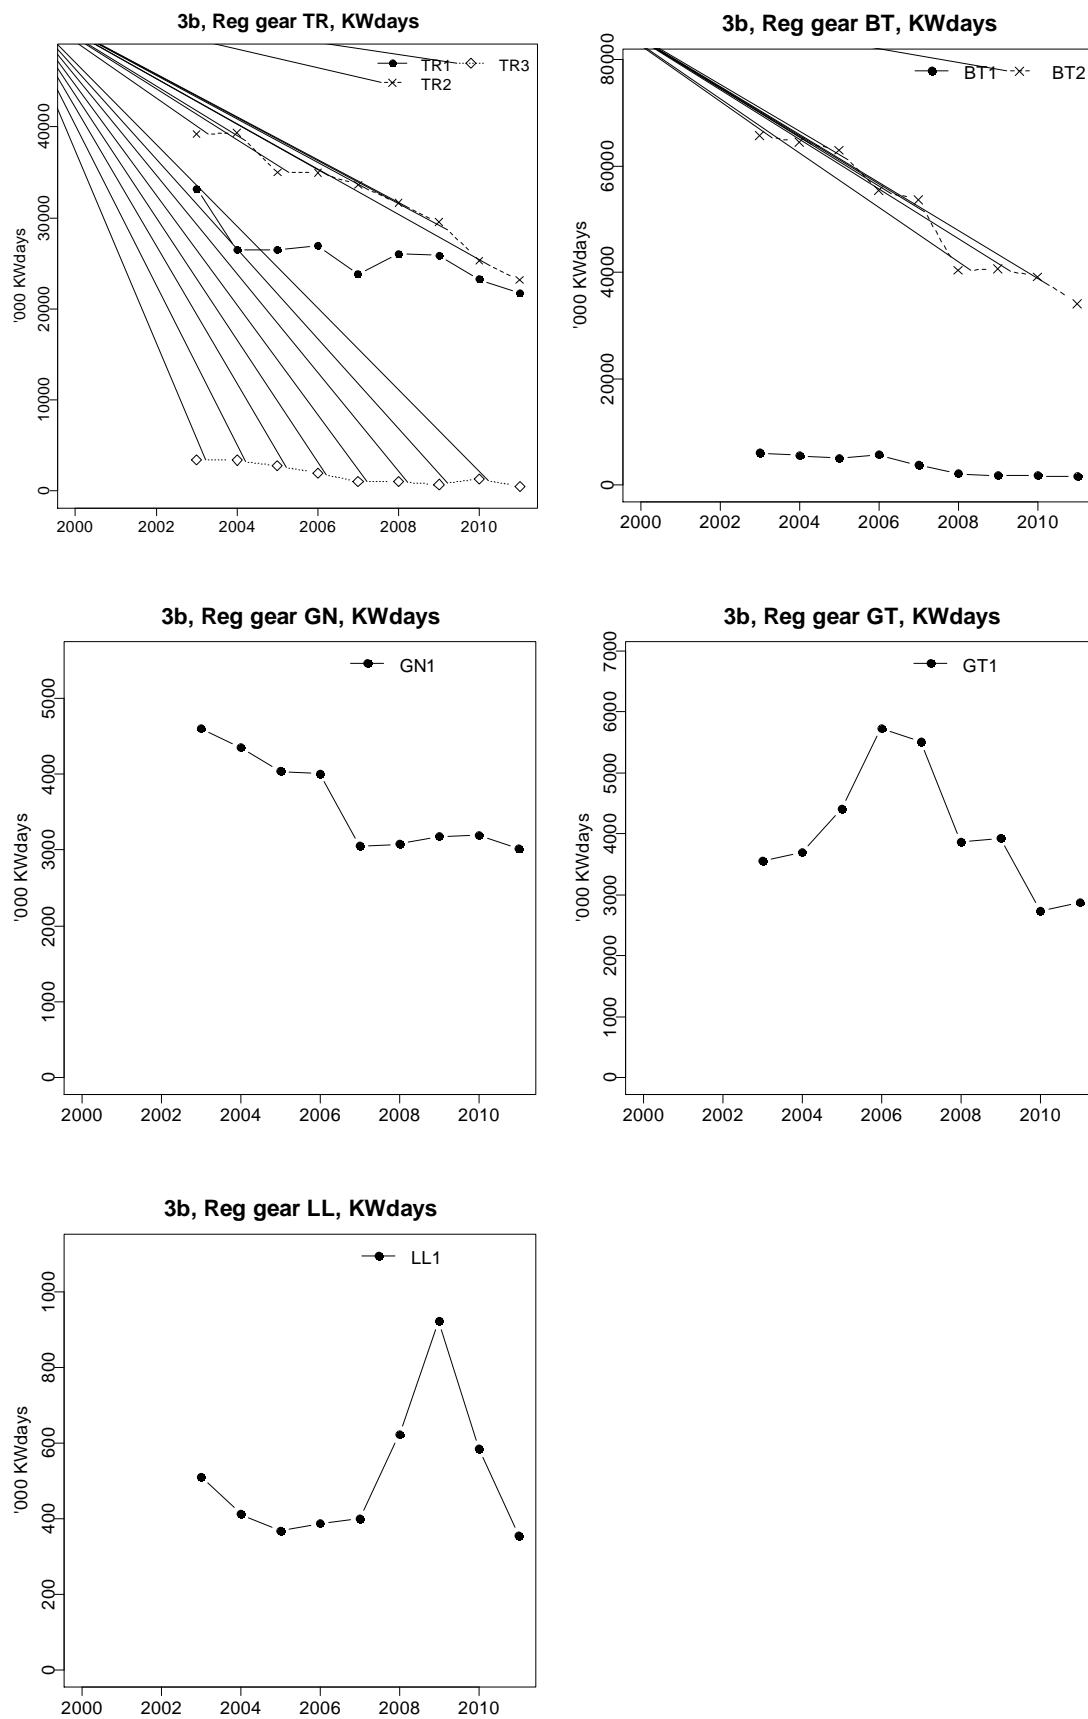 3b, Reg gear TR, KWdays
TR1 TR3
TR2
'000 KWdays
0 10000 20000 30000 40000
2000 2002 2004 2006 2008 2010
3b, Reg gear BT, KWdays
BT1 BT2
'000 KWdays
0 20000 40000 60000 80000
2000 2002 2004 2006 2008 2010
3b, Reg gear GN, KWdays
GN1
'000 KWdays
0 1000 2000 3000 4000 5000
2000 2002 2004 2006 2008 2010
3b, Reg gear GT, KWdays
GT1
'000 KWdays
0 1000 2000 3000 4000 5000 6000 7000
2000 2002 2004 2006 2008 2010
3b, Reg gear LL, KWdays
LL1
'000 KWdays
0 200 400 600 800 1000
2000 2002 2004 2006 2008 2010